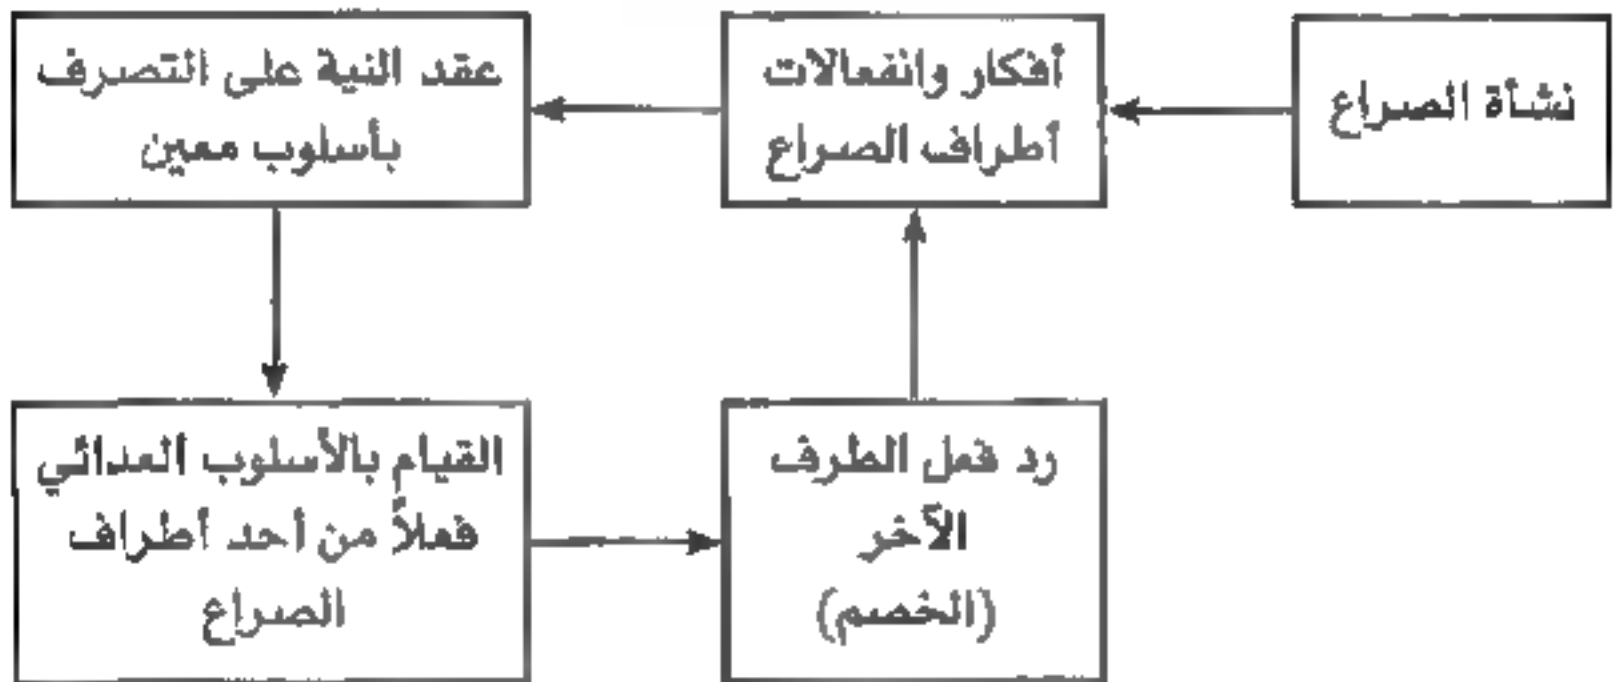 نشأة الصراع
أفكار وانفعالات
أطراف الصراع
عقد النية على التصرف
بأسلوب معين
القيام بالأسلوب العدائي
فعلاً من أحد أطراف
الصراع
رد فعل الطرف
الآخر
(الخصم)